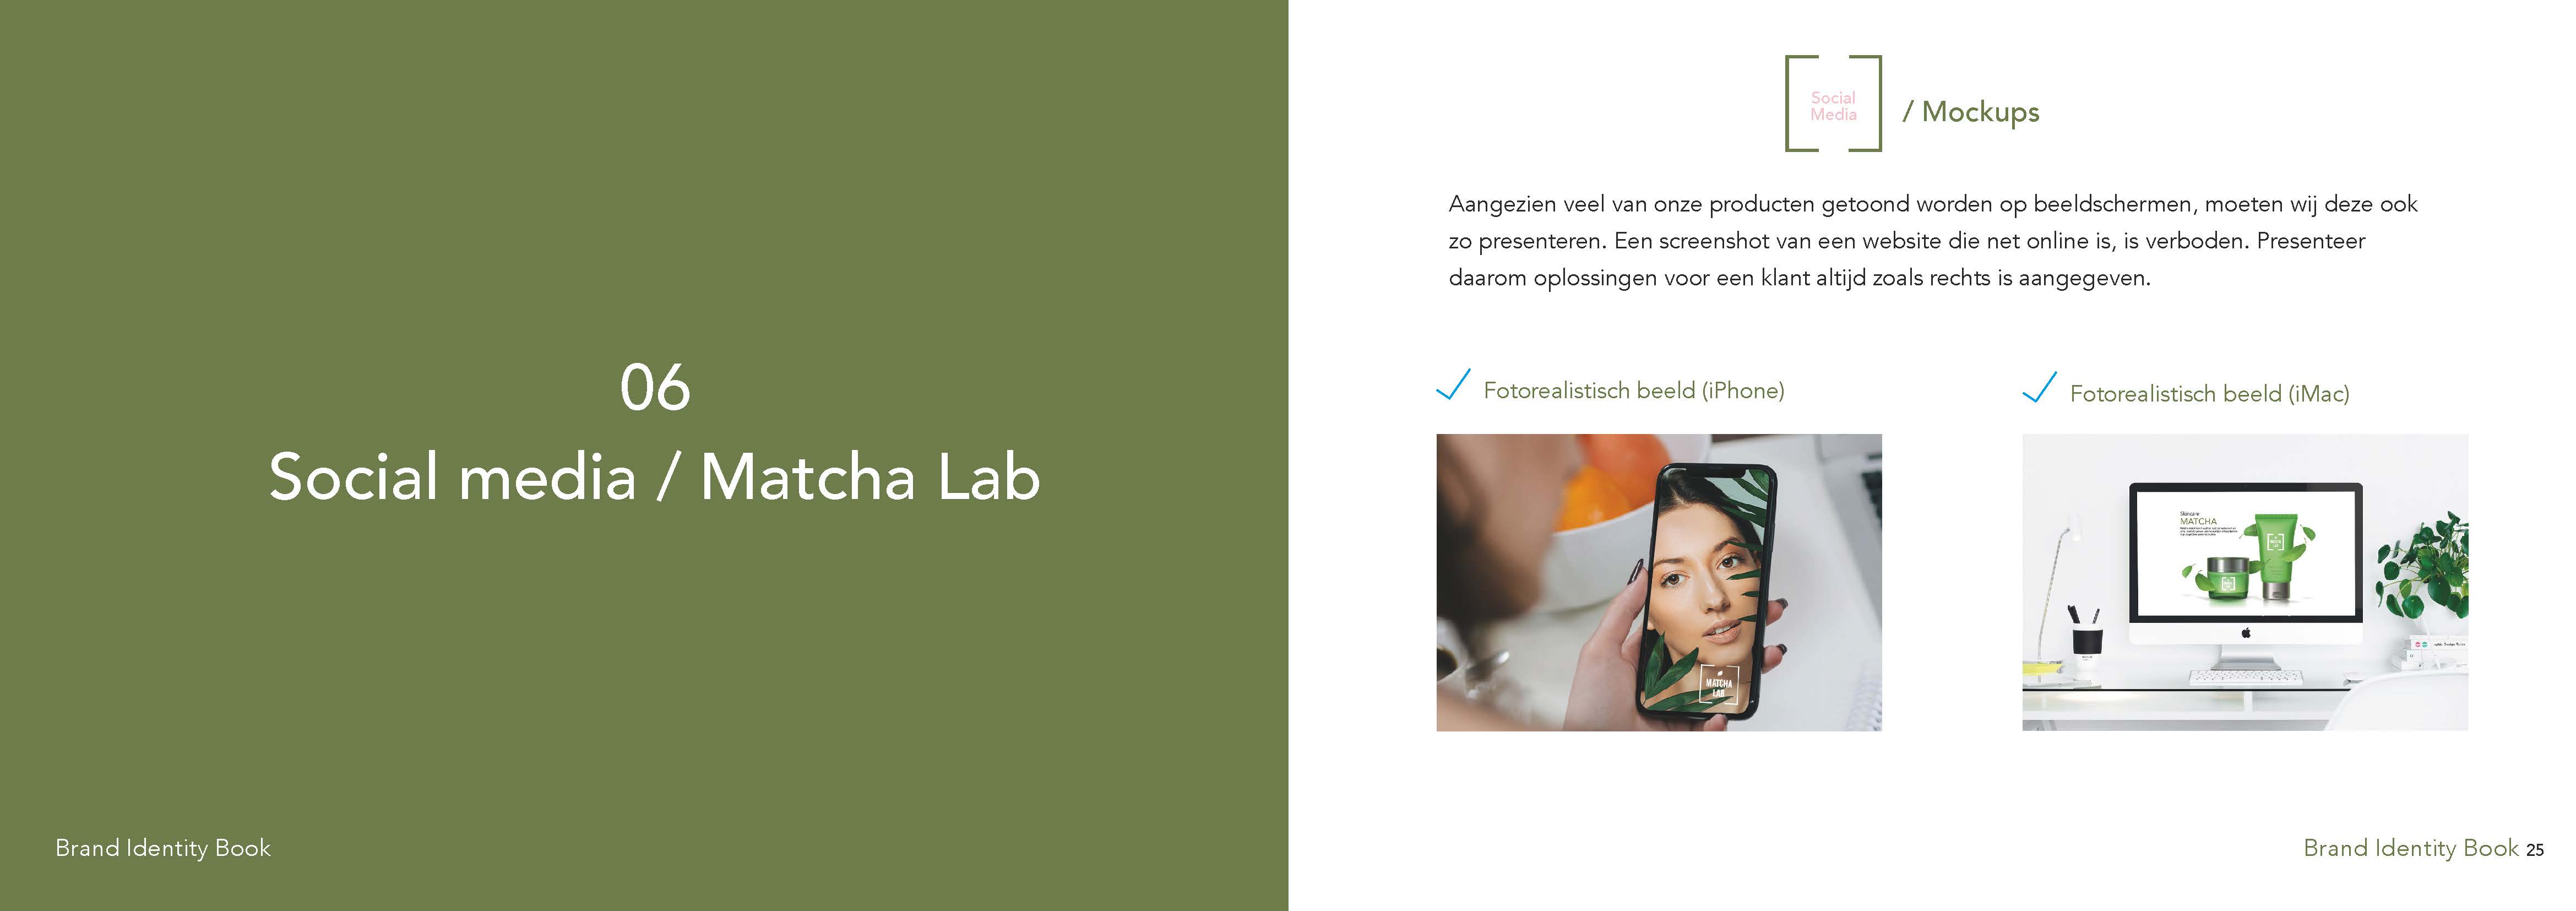 06
Social media / Matcha Lab
Brand Identity Book
Social
Media
/ Mockups
Aangezien veel van onze producten getoond worden op beeldschermen, moeten wij deze ook
zo presenteren. Een screenshot van een website die net online is, is verboden. Presenteer
daarom oplossingen voor een klant altijd zoals rechts is aangegeven.
Fotorealistisch beeld (iPhone)
Fotorealistisch beeld (iMac)
MATCHA
LAB
Skincare
MATCHA
Brand Identity Book 25